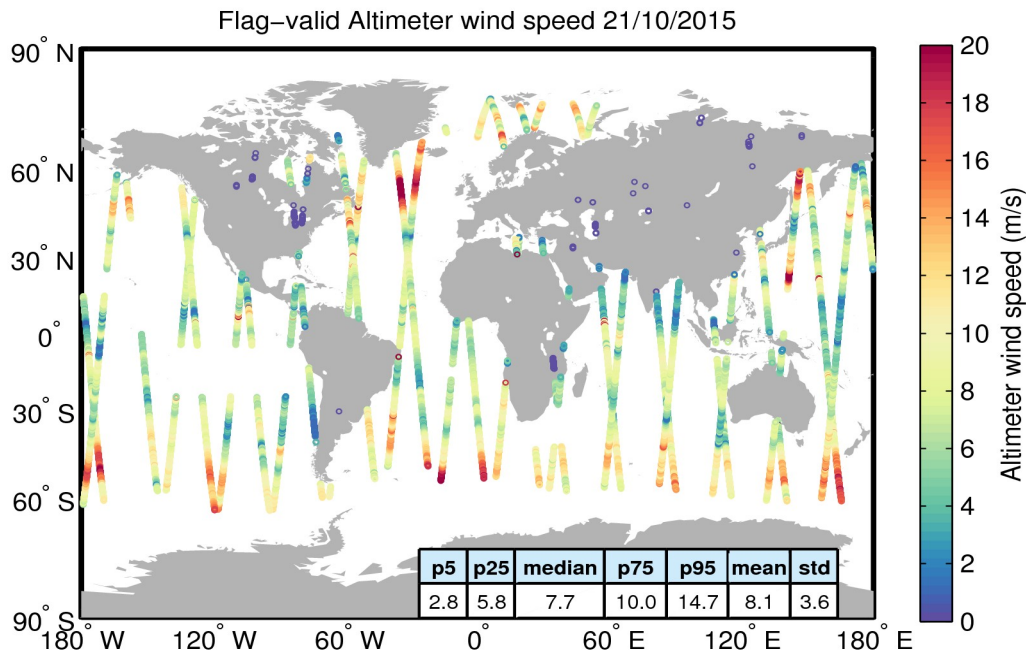 Flag−valid Altimeter wind speed 21/10/2015
90° N
60° N
30° N
0°
30° S
60° S
90° S
180° W
120° W
60° W
0°
60° E
120° E
180° E
p5 p25 median p75 p95 mean std
2.8 5.8 7.7 10.0 14.7 8.1 3.6
20
18
16
14
12
10
8
6
4
2
0
Altimeter wind speed (m/s)